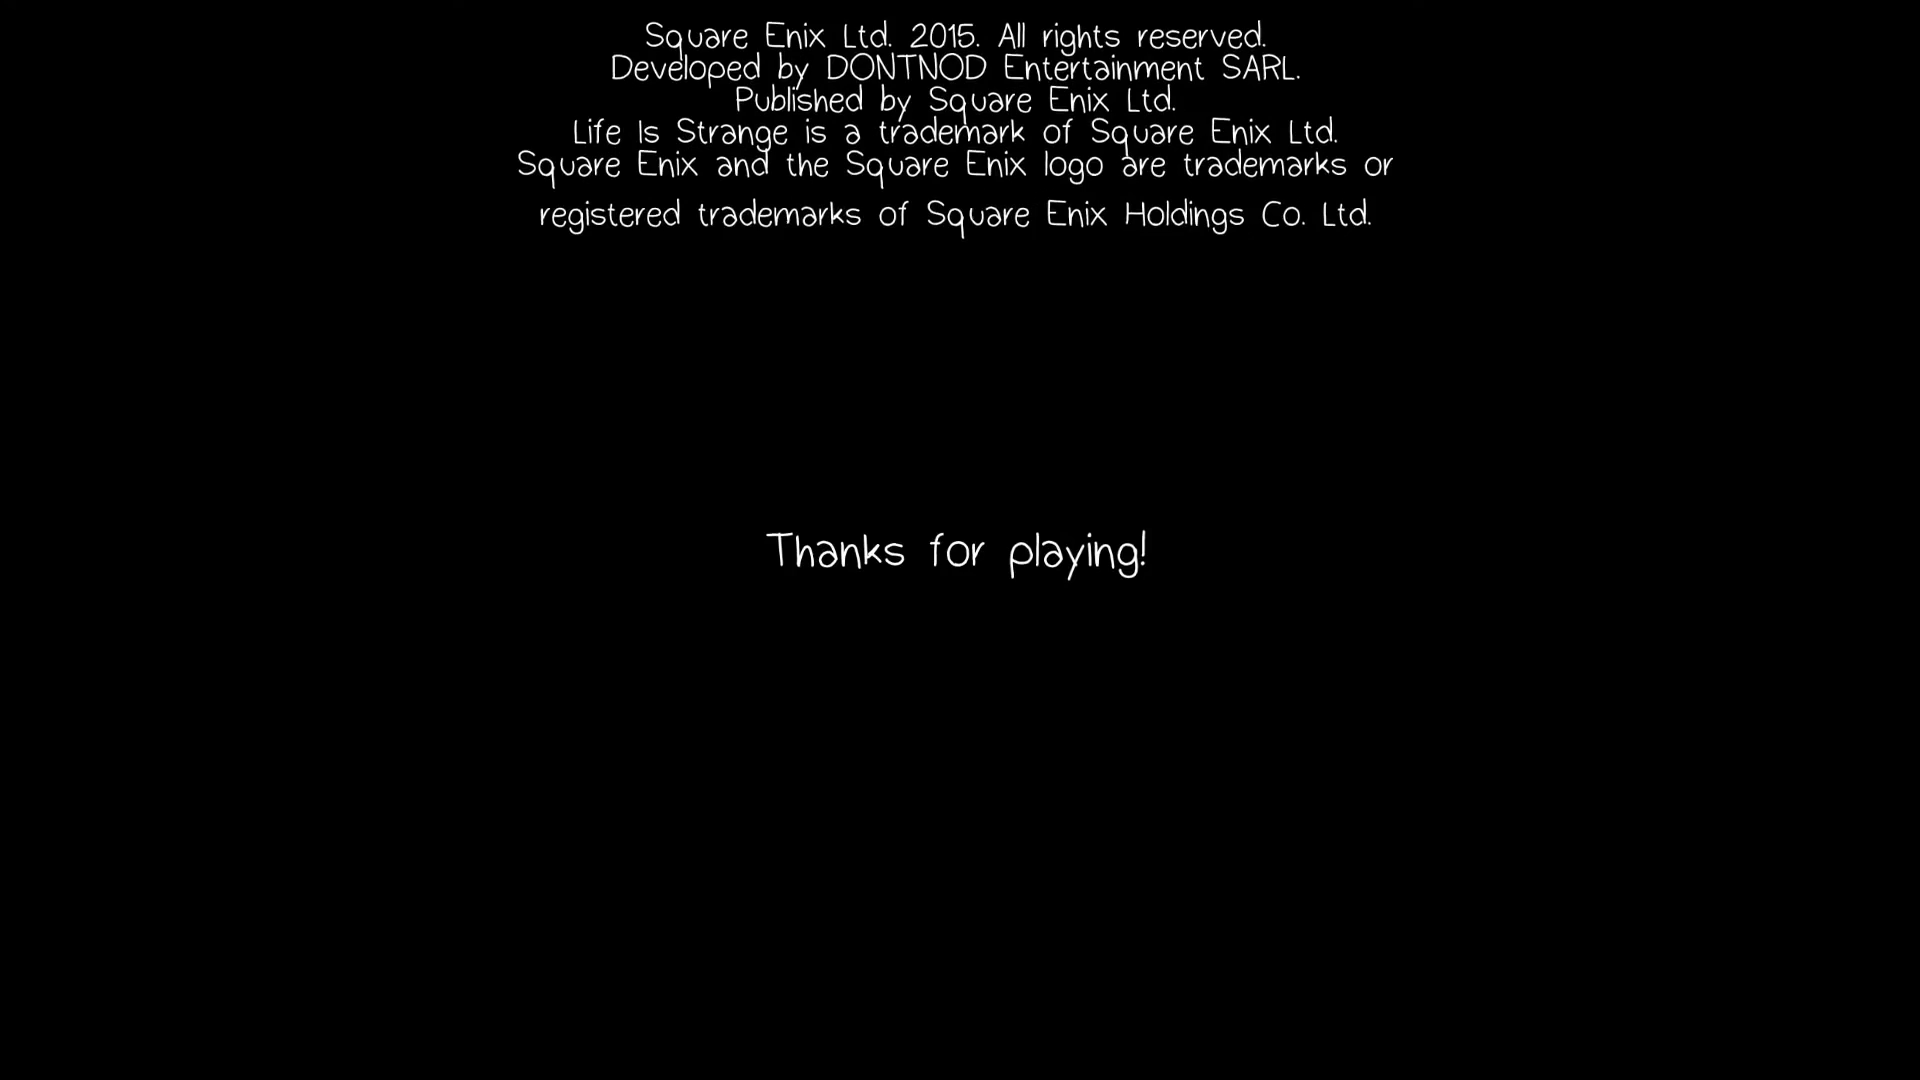 Square Enix Ltd. 2015. All rights reserved.
Developed by DONTNOD Entertainment SARL.
Published by Square Enix Ltd.
Life Is Strange is a trademark of Square Enix Ltd.
Square Enix and the Square Enix logo are trademarks or
registered trademarks of Square Enix Holdings Co. Ltd.
Thanks for playing!